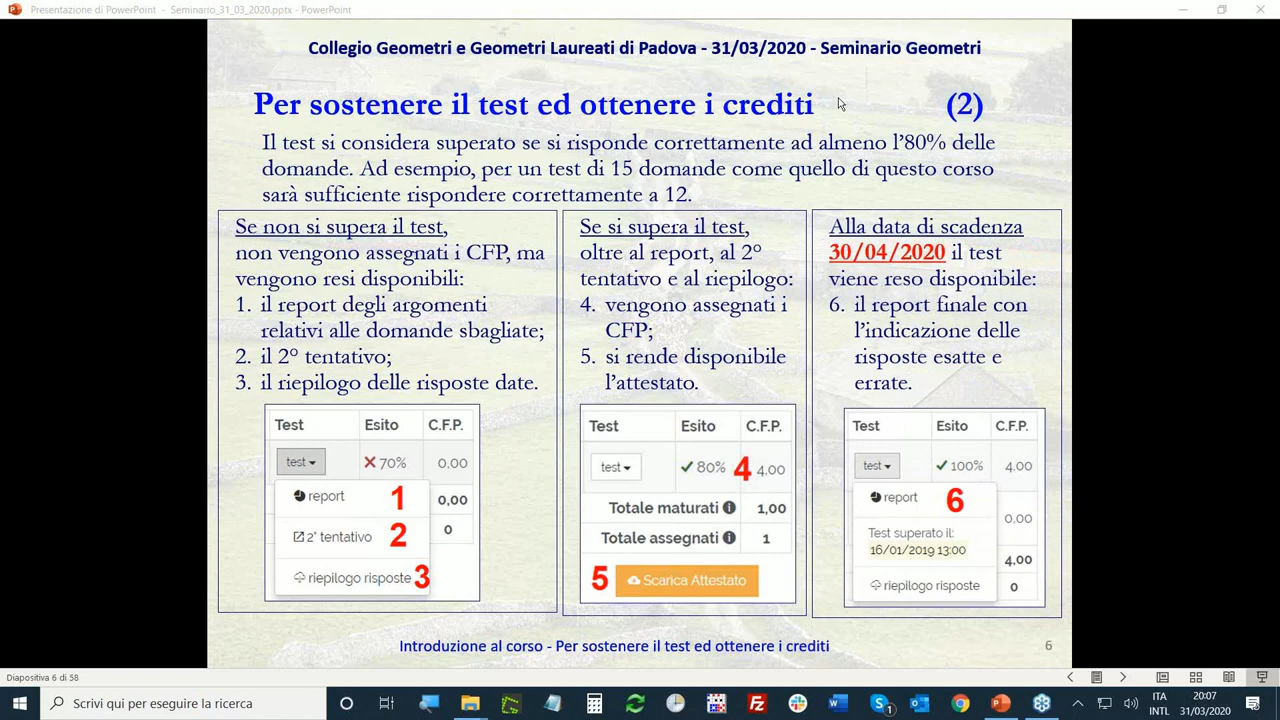 Presentazione di PowerPoint - Seminario_31_03_2020.pptx - PowerPoint
Collegio Geometri e Geometri Laureati di Padova - 31/03/2020 - Seminario Geometri
Per sostenere il test ed ottenere i crediti (2)
Il test si considera superato se si risponde correttamente ad almeno l'80% delle
domande. Ad esempio, per un test di 15 domande come quello di questo corso
sarà sufficiente rispondere correttamente a 12.
Se non si supera il test,
non vengono assegnati i CFP, ma
vengono resi disponibili:
1. il report degli argomenti
relativi alle domande sbagliate;
2. il 2° tentativo;
3. il riepilogo delle risposte date.
Test Esito C.F.P.
test 70% 0.00
report 1 0,00
2° tentativo 2 0
riepilogo risposte 3
Se si supera il test,
oltre al report, al 2°
tentativo e al riepilogo:
4. vengono assegnati i
CFP;
5. si rende disponibile
l'attestato.
Test Esito C.F.P.
test 80% 4 4.00
Totale maturati 1,00
Totale assegnati 1
5 Scarica Attestato
Alla data di scadenza
30/04/2020 il test
viene reso disponibile:
6. il report finale con
l'indicazione delle
risposte esatte e
errate.
Test Esito C.F.P.
test 100% 4.00
report 6
0.00
Test superato il:
16/01/2019 13:00
4,00
riepilogo risposte 0
Introduzione al corso - Per sostenere il test ed ottenere i crediti 6
Diapositiva 6 di 58
Scrivi qui per eseguire la ricerca
ITA
INTL
20:07
31/03/2020